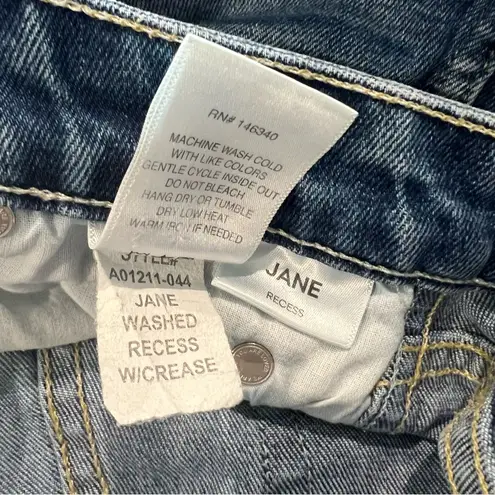 RN# 146340
MACHINE WASH COLD
WITH LIKE COLORS
GENTLE CYCLE INSIDE OUT
DO NOT BLEACH
HANG DRY OR TUMBLE
DRY LOW HEAT
WARM IRON IF NEEDED
STYLE#
A01211-044
JANE
WASHED
RECESS
W/CREASE
JANE
RECESS